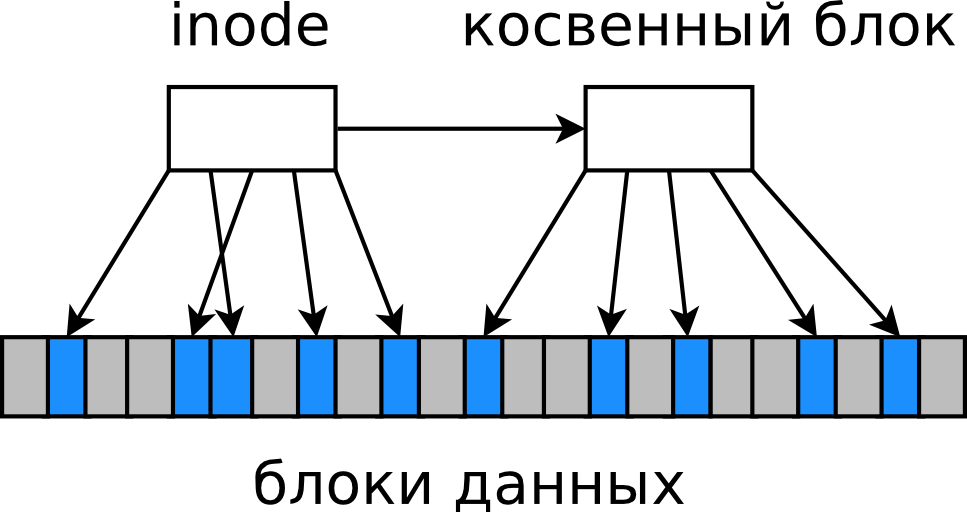 inode
косвенный блок
блоки данных